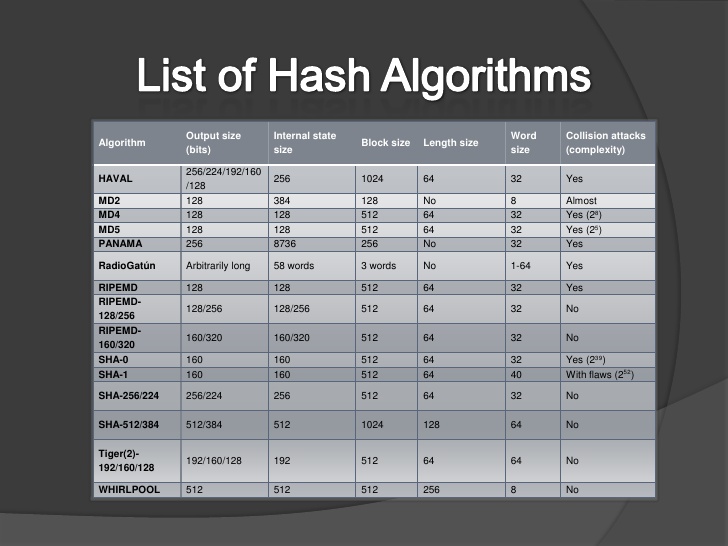 List of Hash Algorithms
Algorithm Output size (bits) Internal state size Block size Length size Word size Collision attacks (complexity)
HAVAL 256/224/192/160/128 256 1024 64 32 Yes
MD2 128 384 128 No 8 Almost
MD4 128 128 512 64 32 Yes (2⁸)
MD5 128 128 512 64 32 Yes (2⁵)
PANAMA 256 8736 256 No 32 Yes
RadioGatún Arbitrarily long 58 words 3 words No 1-64 Yes
RIPEMD 128 128 512 64 32 Yes
RIPEMD-128/256 128/256 128/256 512 64 32 No
RIPEMD-160/320 160/320 160/320 512 64 32 No
SHA-0 160 160 512 64 32 Yes (2³⁹)
SHA-1 160 160 512 64 40 With flaws (2⁵²)
SHA-256/224 256/224 256 512 64 32 No
SHA-512/384 512/384 512 1024 128 64 No
Tiger(2)-192/160/128 192/160/128 192 512 64 64 No
WHIRLPOOL 512 512 512 256 8 No